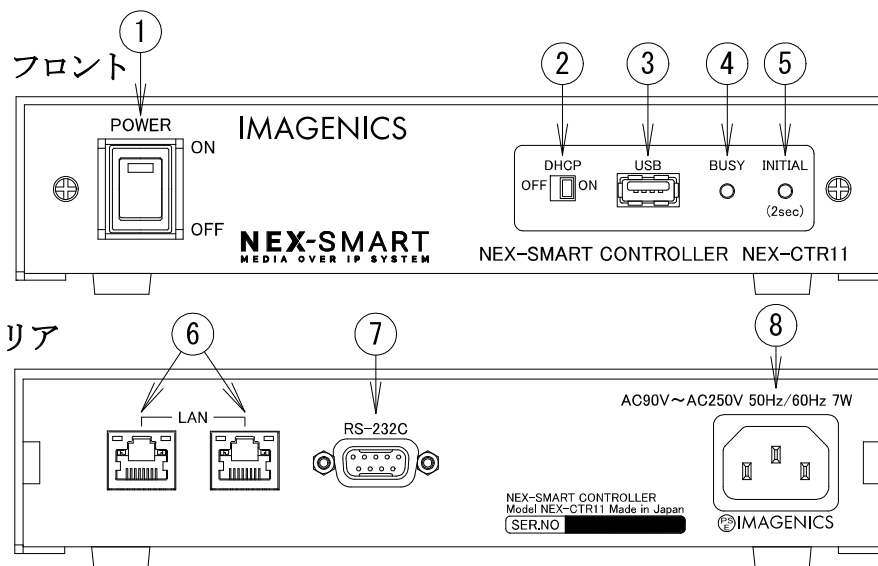 ①
フロント
② ③ ④ ⑤
POWER
IMAGENICS
ON
DHCP USB BUSY INITIAL
OFF ON
(2sec)
OFF
NEX-SMART
MEDIA OVER IP SYSTEM
NEX-SMART CONTROLLER NEX-CTR11
リア
⑥ ⑦ ⑧
AC90V～AC250V 50Hz/60Hz 7W
LAN
RS-232C
NEX-SMART CONTROLLER
Model NEX-CTR11 Made in Japan
SER.NO
PSE IMAGENICS